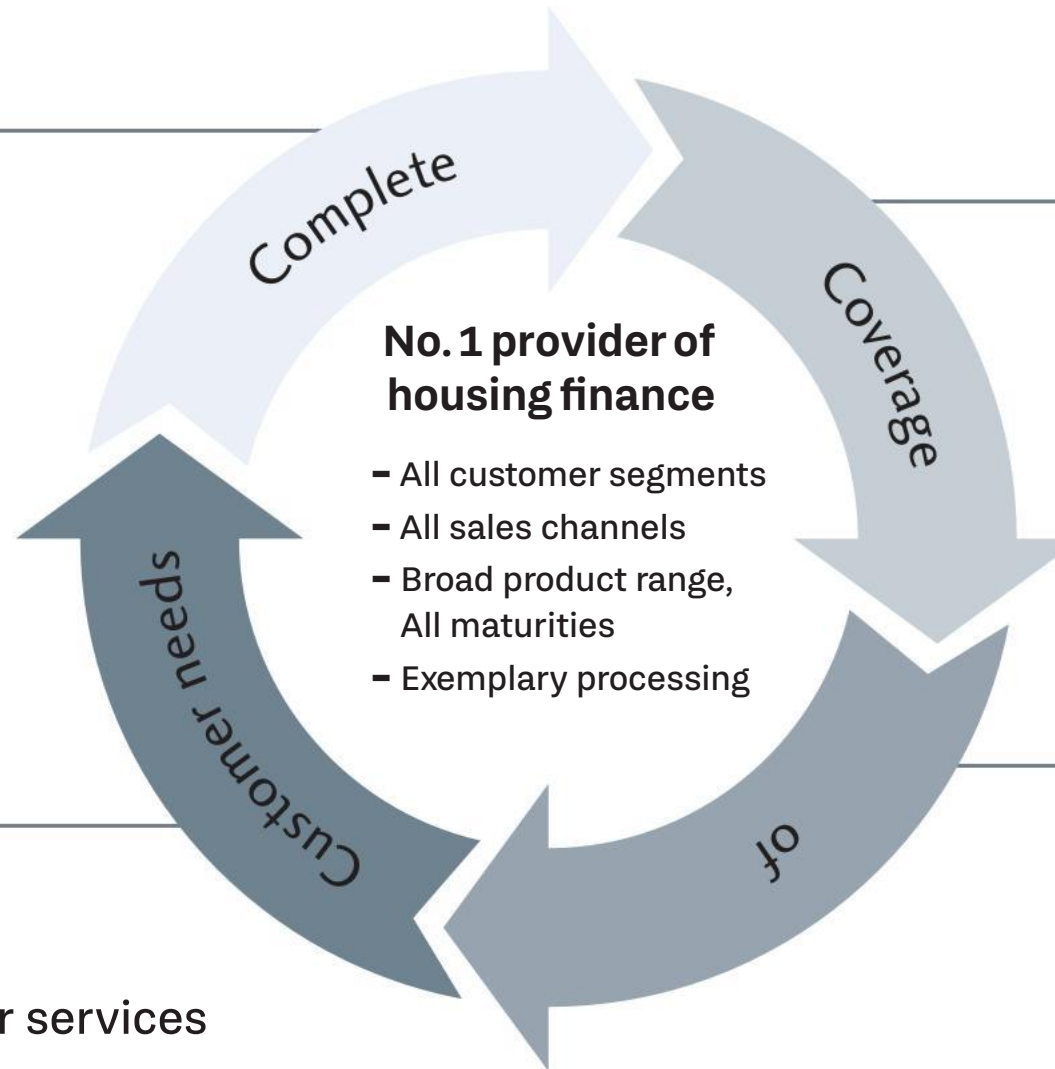 Complete
Coverage
No. 1 provider of
housing finance
– All customer segments
– All sales channels
– Broad product range,
All maturities
– Exemplary processing
of
Customer needs
r services